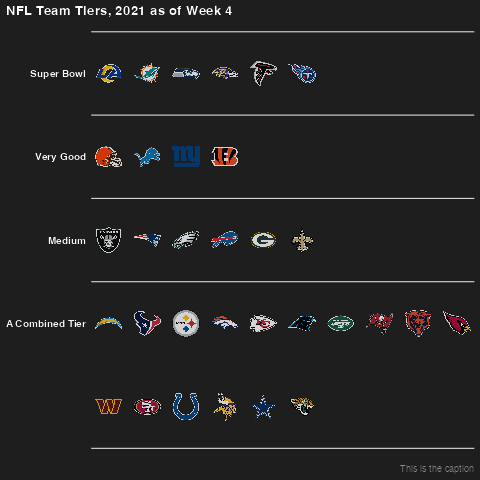 NFL Team Tiers, 2021 as of Week 4
Super Bowl
Very Good
Medium
A Combined Tier
This is the caption